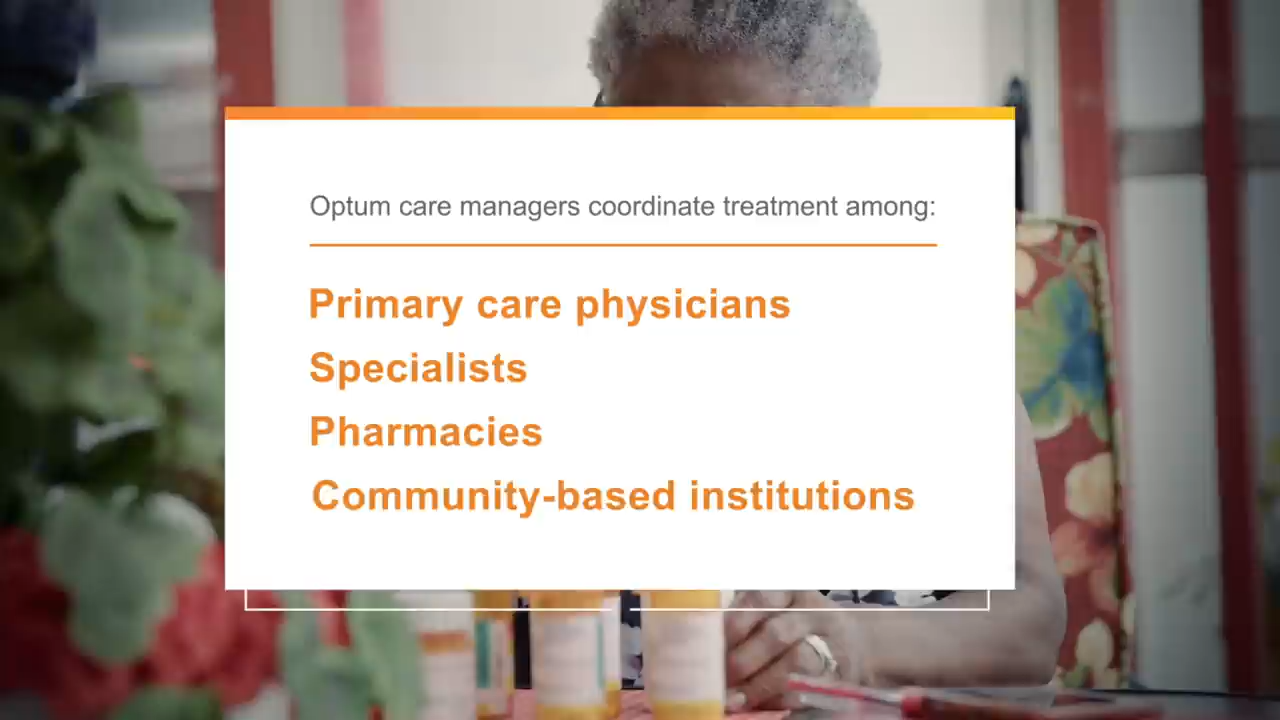 Optum care managers coordinate treatment among:
Primary care physicians
Specialists
Pharmacies
Community-based institutions